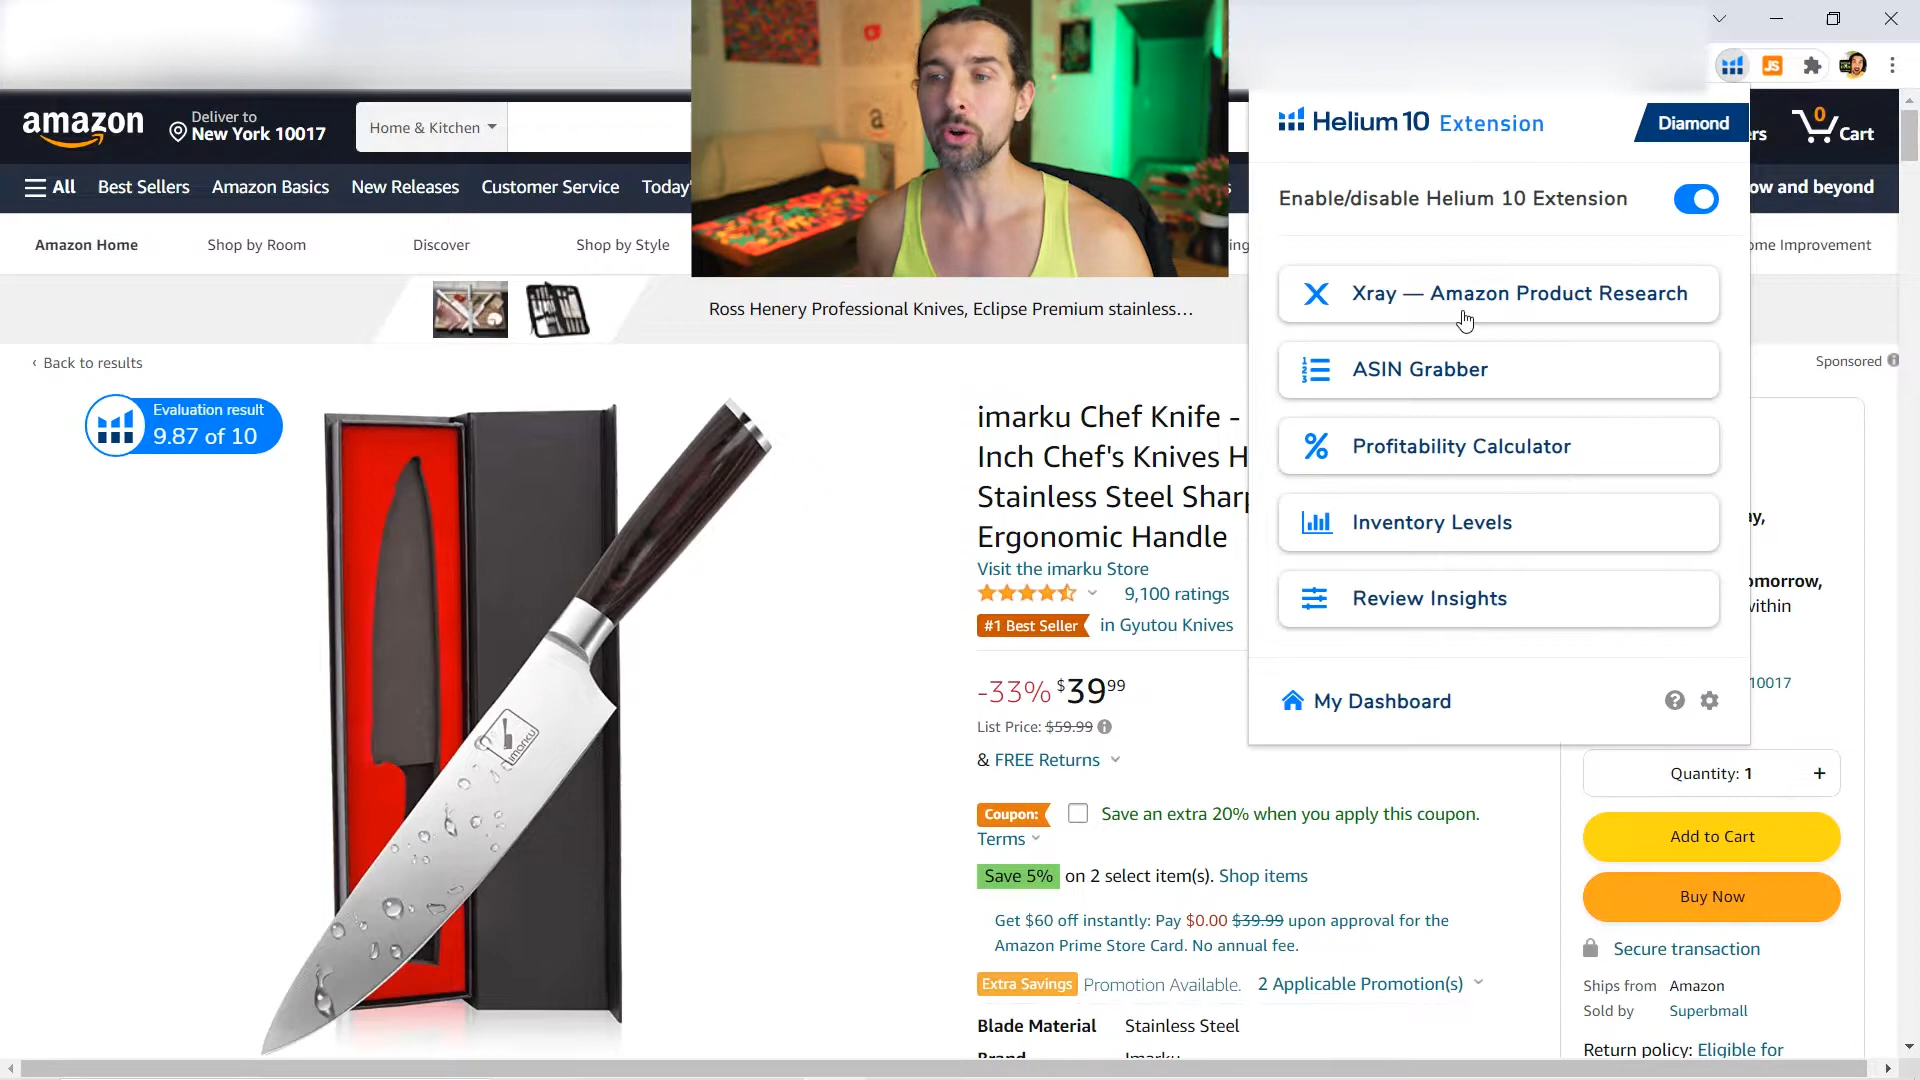 amazon
Deliver to
New York 10017
Home & Kitchen
0
Cart
All
Best Sellers
Amazon Basics
New Releases
Customer Service
Today'
ow and beyond
Amazon Home
Shop by Room
Discover
Shop by Style
ome Improvement
Ross Henery Professional Knives, Eclipse Premium stainless...
‹ Back to results
Sponsored
Evaluation result
9.87 of 10
imarku
imarku Chef Knife -
Inch Chef's Knives H
Stainless Steel Sharp
Ergonomic Handle
Visit the imarku Store
9,100 ratings
#1 Best Seller
in Gyutou Knives
-33% $39 99
List Price: $59.99
& FREE Returns
Coupon:
Save an extra 20% when you apply this coupon.
Terms
Save 5% on 2 select item(s). Shop items
Get $60 off instantly: Pay $0.00 $39.99 upon approval for the
Amazon Prime Store Card. No annual fee.
Extra Savings Promotion Available. 2 Applicable Promotion(s)
Blade Material Stainless Steel
Brand Imarku
JS
Helium 10 Extension
Diamond
Enable/disable Helium 10 Extension
Xray — Amazon Product Research
ASIN Grabber
Profitability Calculator
Inventory Levels
Review Insights
My Dashboard
omorrow,
within
10017
Quantity: 1
+
Add to Cart
Buy Now
Secure transaction
Ships from Amazon
Sold by Superbmall
Return policy: Eligible for